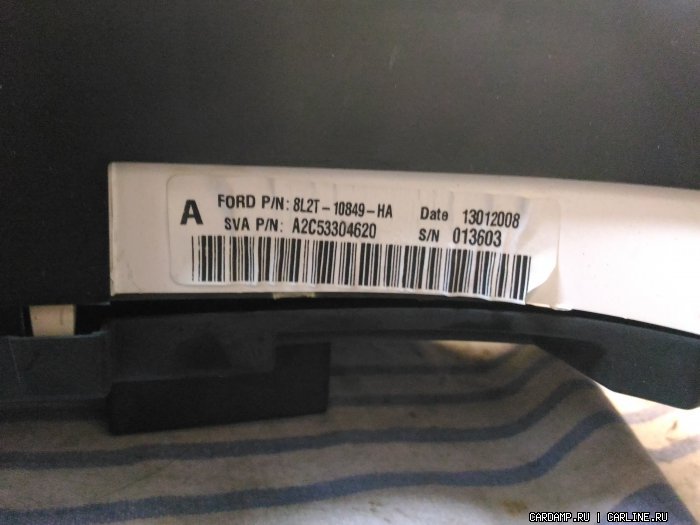 A
FORD P/N: 8L2T-10849-HA Date 13012008
SVA P/N: A2C53304620 S/N 013603
CARDAMP.RU | CARLINE.RU